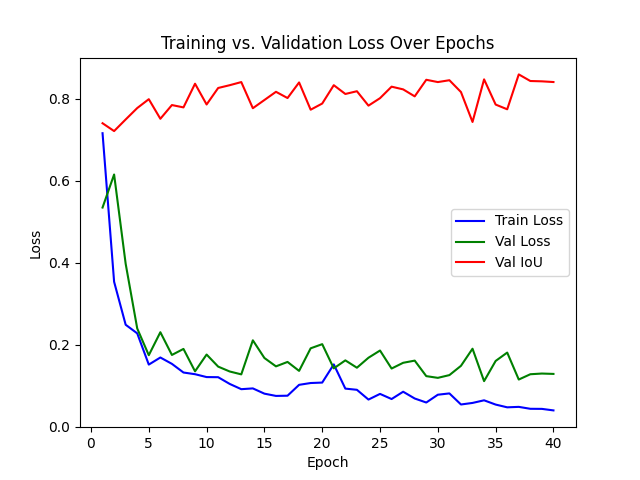 Training vs. Validation Loss Over Epochs
Loss
0.8
0.6
0.4
0.2
0.0
Train Loss
Val Loss
Val IoU
0 5 10 15 20 25 30 35 40
Epoch